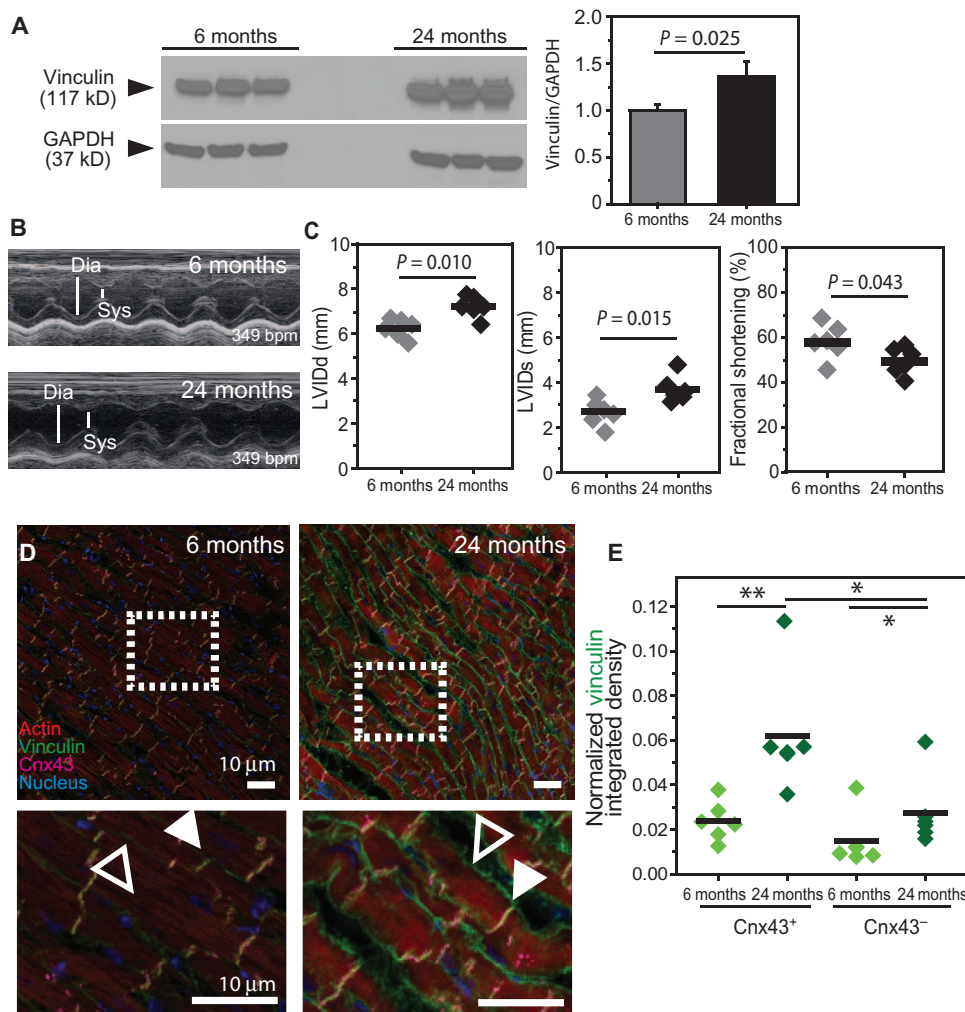 A
6 months
24 months
Vinculin
(117 kD)
GAPDH
(37 kD)
Vinculin/GAPDH
2.0
1.5
1.0
0.5
0
P = 0.025
6 months
24 months
B
6 months
Dia
Sys
349 bpm
24 months
Dia
Sys
349 bpm
C
LVIDd (mm)
10
8
6
4
2
0
P = 0.010
6 months
24 months
LVIDs (mm)
10
8
6
4
2
0
P = 0.015
6 months
24 months
Fractional shortening (%)
100
80
60
40
20
0
P = 0.043
6 months
24 months
D
6 months
24 months
Actin
Vinculin
Cnx43
Nucleus
10 μm
10 μm
E
Normalized vinculin
integrated density
0.12
0.10
0.08
0.06
0.04
0.02
0.00
**
*
*
6 months
24 months
6 months
24 months
Cnx43⁺
Cnx43⁻